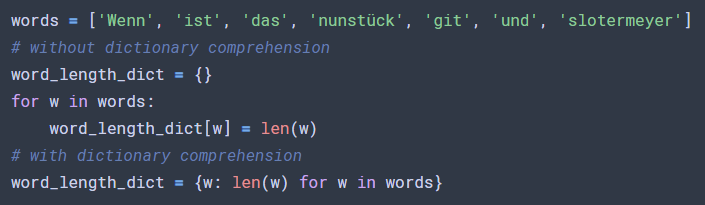 words = ['Wenn', 'ist', 'das', 'nunstück', 'git', 'und', 'slotermeyer']
# without dictionary comprehension
word_length_dict = {}
for w in words:
    word_length_dict[w] = len(w)
# with dictionary comprehension
word_length_dict = {w: len(w) for w in words}